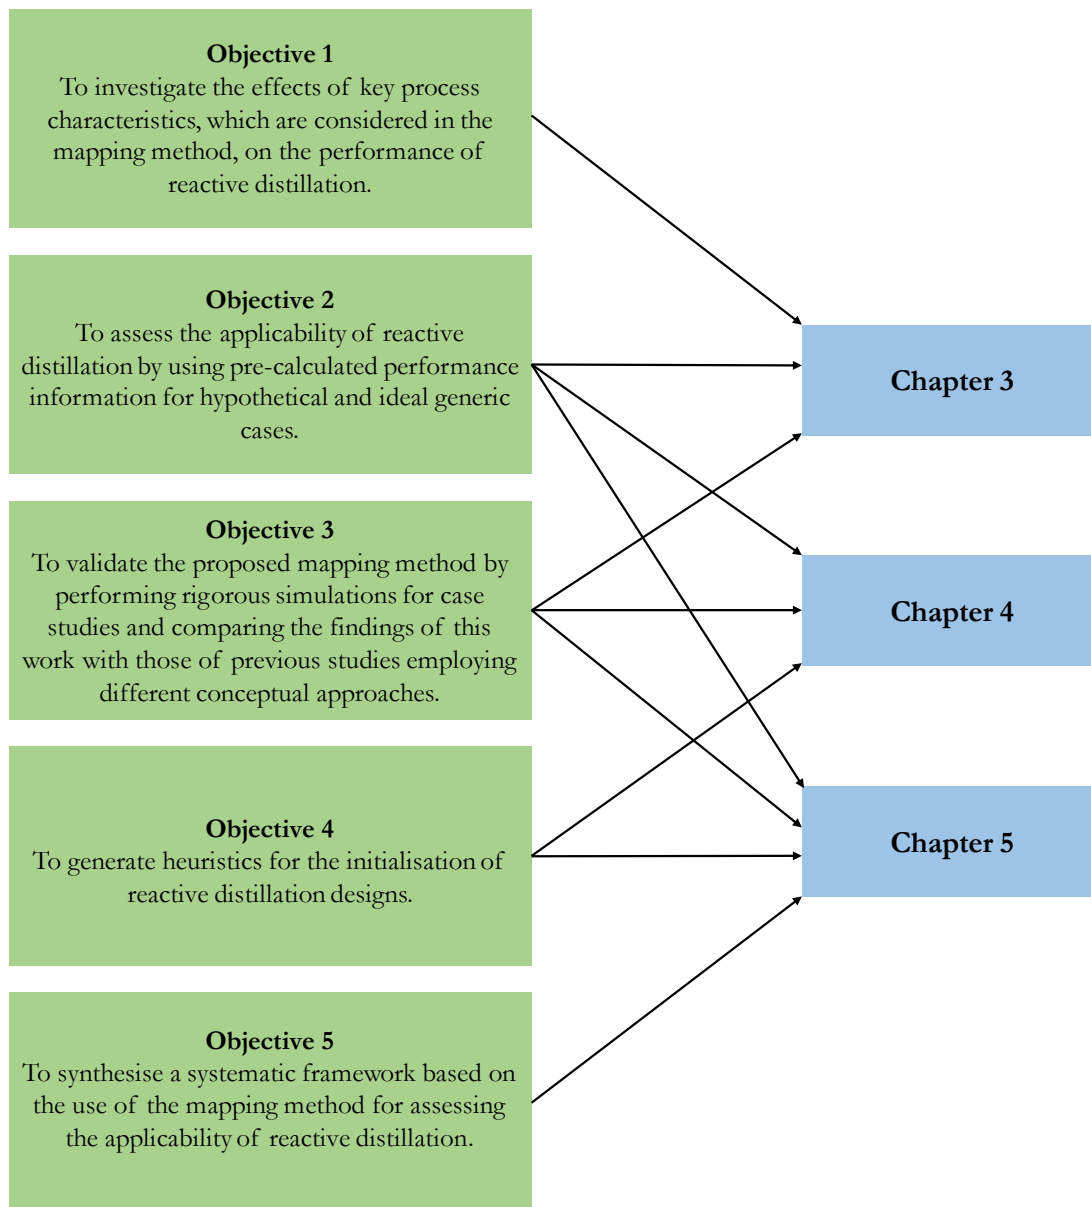 Objective 1
To investigate the effects of key process
characteristics, which are considered in the
mapping method, on the performance of
reactive distillation.
Objective 2
To assess the applicability of reactive
distillation by using pre-calculated performance
information for hypothetical and ideal generic
cases.
Objective 3
To validate the proposed mapping method by
performing rigorous simulations for case
studies and comparing the findings of this
work with those of previous studies employing
different conceptual approaches.
Objective 4
To generate heuristics for the initialisation of
reactive distillation designs.
Objective 5
To synthesise a systematic framework based on
the use of the mapping method for assessing
the applicability of reactive distillation.
Chapter 3
Chapter 4
Chapter 5